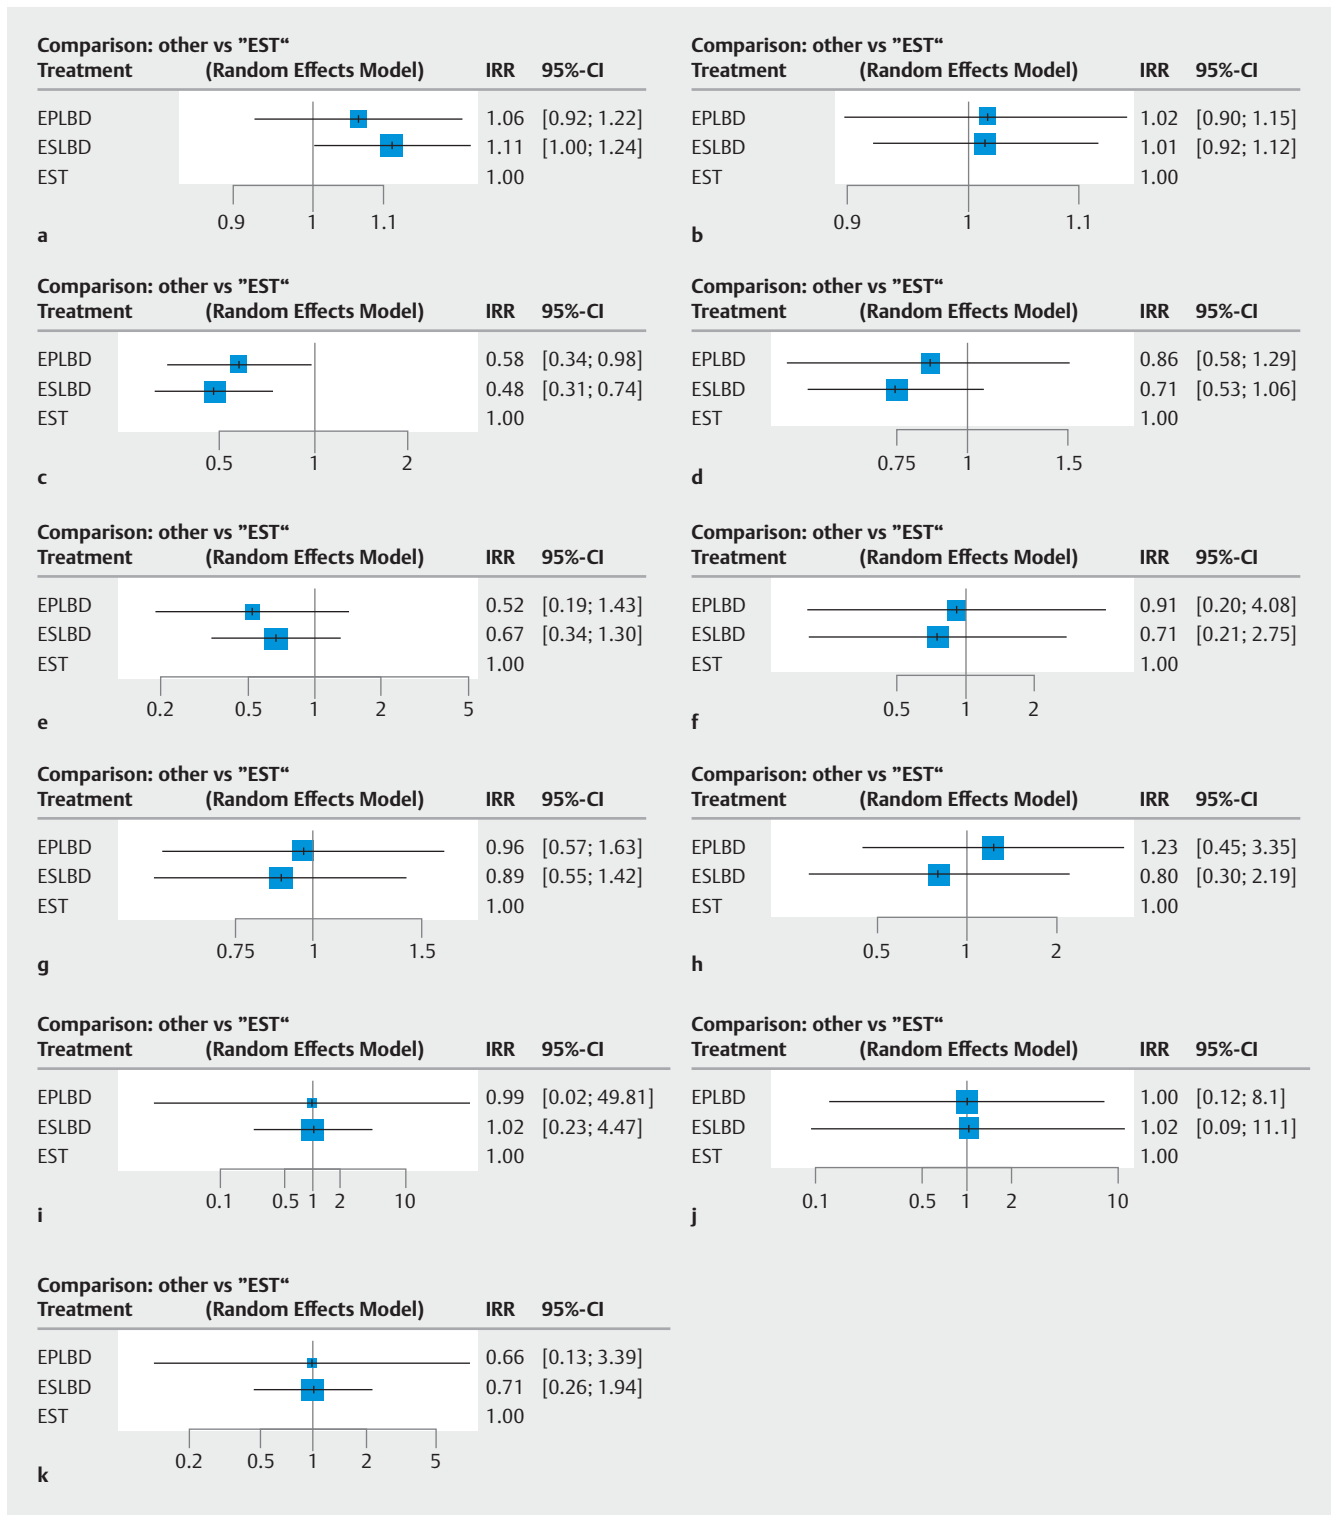 Comparison: other vs ”EST“
Treatment (Random Effects Model) IRR 95%-CI
EPLBD 1.06 [0.92; 1.22]
ESLBD 1.11 [1.00; 1.24]
EST 1.00
0.9 1 1.1
a
Comparison: other vs ”EST“
Treatment (Random Effects Model) IRR 95%-CI
EPLBD 1.02 [0.90; 1.15]
ESLBD 1.01 [0.92; 1.12]
EST 1.00
0.9 1 1.1
b
Comparison: other vs ”EST“
Treatment (Random Effects Model) IRR 95%-CI
EPLBD 0.58 [0.34; 0.98]
ESLBD 0.48 [0.31; 0.74]
EST 1.00
0.5 1 2
c
Comparison: other vs ”EST“
Treatment (Random Effects Model) IRR 95%-CI
EPLBD 0.86 [0.58; 1.29]
ESLBD 0.71 [0.53; 1.06]
EST 1.00
0.75 1 1.5
d
Comparison: other vs ”EST“
Treatment (Random Effects Model) IRR 95%-CI
EPLBD 0.52 [0.19; 1.43]
ESLBD 0.67 [0.34; 1.30]
EST 1.00
0.2 0.5 1 2 5
e
Comparison: other vs ”EST“
Treatment (Random Effects Model) IRR 95%-CI
EPLBD 0.91 [0.20; 4.08]
ESLBD 0.71 [0.21; 2.75]
EST 1.00
0.5 1 2
f
Comparison: other vs ”EST“
Treatment (Random Effects Model) IRR 95%-CI
EPLBD 0.96 [0.57; 1.63]
ESLBD 0.89 [0.55; 1.42]
EST 1.00
0.75 1 1.5
g
Comparison: other vs ”EST“
Treatment (Random Effects Model) IRR 95%-CI
EPLBD 1.23 [0.45; 3.35]
ESLBD 0.80 [0.30; 2.19]
EST 1.00
0.5 1 2
h
Comparison: other vs ”EST“
Treatment (Random Effects Model) IRR 95%-CI
EPLBD 0.99 [0.02; 49.81]
ESLBD 1.02 [0.23; 4.47]
EST 1.00
0.1 0.5 1 2 10
i
Comparison: other vs ”EST“
Treatment (Random Effects Model) IRR 95%-CI
EPLBD 1.00 [0.12; 8.1]
ESLBD 1.02 [0.09; 11.1]
EST 1.00
0.1 0.5 1 2 10
j
Comparison: other vs ”EST“
Treatment (Random Effects Model) IRR 95%-CI
EPLBD 0.66 [0.13; 3.39]
ESLBD 0.71 [0.26; 1.94]
EST 1.00
0.2 0.5 1 2 5
k